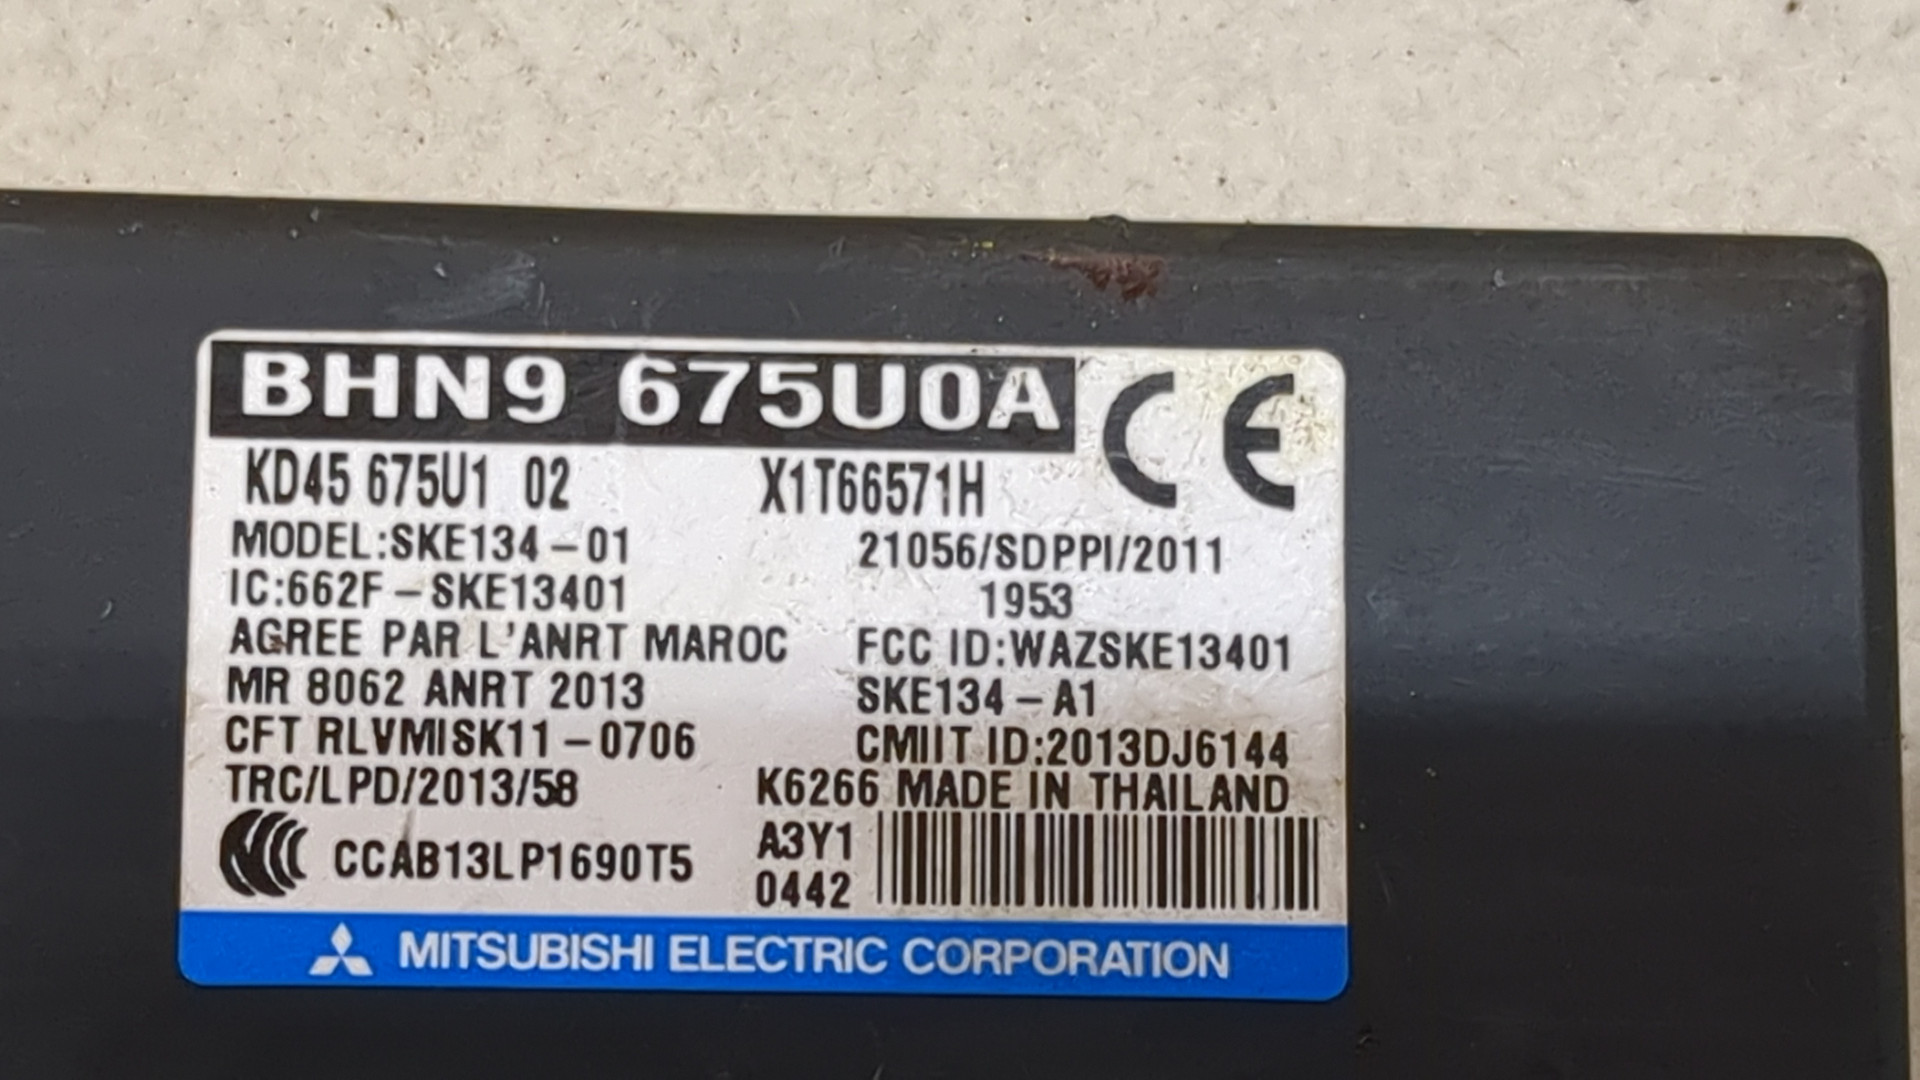 BHN9 675U0A CE
KD45 675U1 02 X1T66571H
MODEL:SKE134-01 21056/SDPPI/2011
IC:662F-SKE13401 1953
AGREE PAR L'ANRT MAROC FCC ID:WAZSKE13401
MR 8062 ANRT 2013 SKE134-A1
CFT RLVMISK11-0706 CMIIT ID:2013DJ6144
TRC/LPD/2013/58 K6266 MADE IN THAILAND
CCC CCAB13LP1690T5 A3Y1
0442
MITSUBISHI ELECTRIC CORPORATION